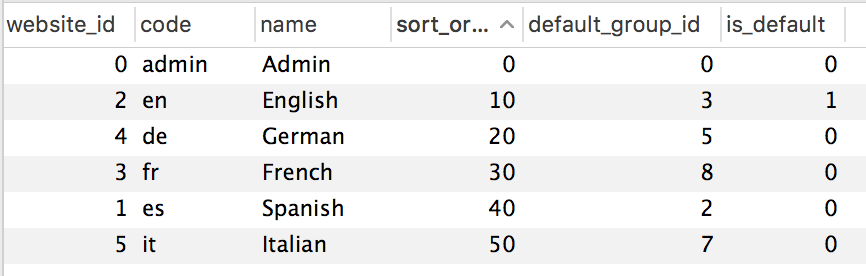 website_id code name sort_or... default_group_id is_default
0 admin Admin 0 0 0
2 en English 10 3 1
4 de German 20 5 0
3 fr French 30 8 0
1 es Spanish 40 2 0
5 it Italian 50 7 0